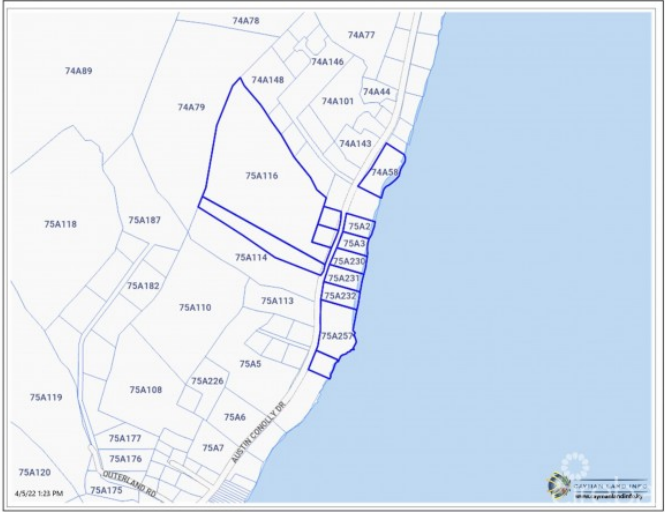 74A78
74A77
74A146
74A89
74A148
74A44
74A79
74A101
74A143
74A58
75A116
75A118
75A187
75A2
75A3
75A230
75A114
75A231
75A182
75A232
75A113
75A110
75A257
75A5
75A226
75A108
75A119
75A6
AUSTIN CONOLLY DR
75A177
75A7
75A176
75A120
OUTERLAND RD
75A175
4/5/22 1:23 PM